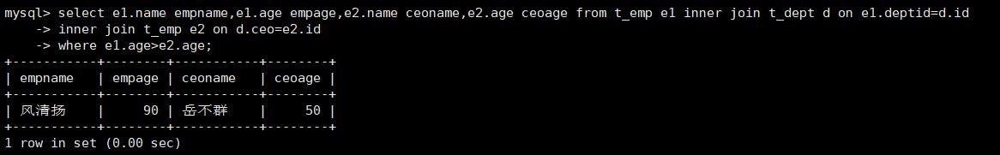 mysql> select e1.name empname,e1.age empage,e2.name ceoname,e2.age ceoage from t_emp e1 inner join t_dept d on e1.deptid=d.id
    -> inner join t_emp e2 on d.ceo=e2.id
    -> where e1.age>e2.age;
+-----------+--------+-----------+--------+
| empname   | empage | ceoname   | ceoage |
+-----------+--------+-----------+--------+
| 风清扬    |     90 | 岳不群    |     50 |
+-----------+--------+-----------+--------+
1 row in set (0.00 sec)